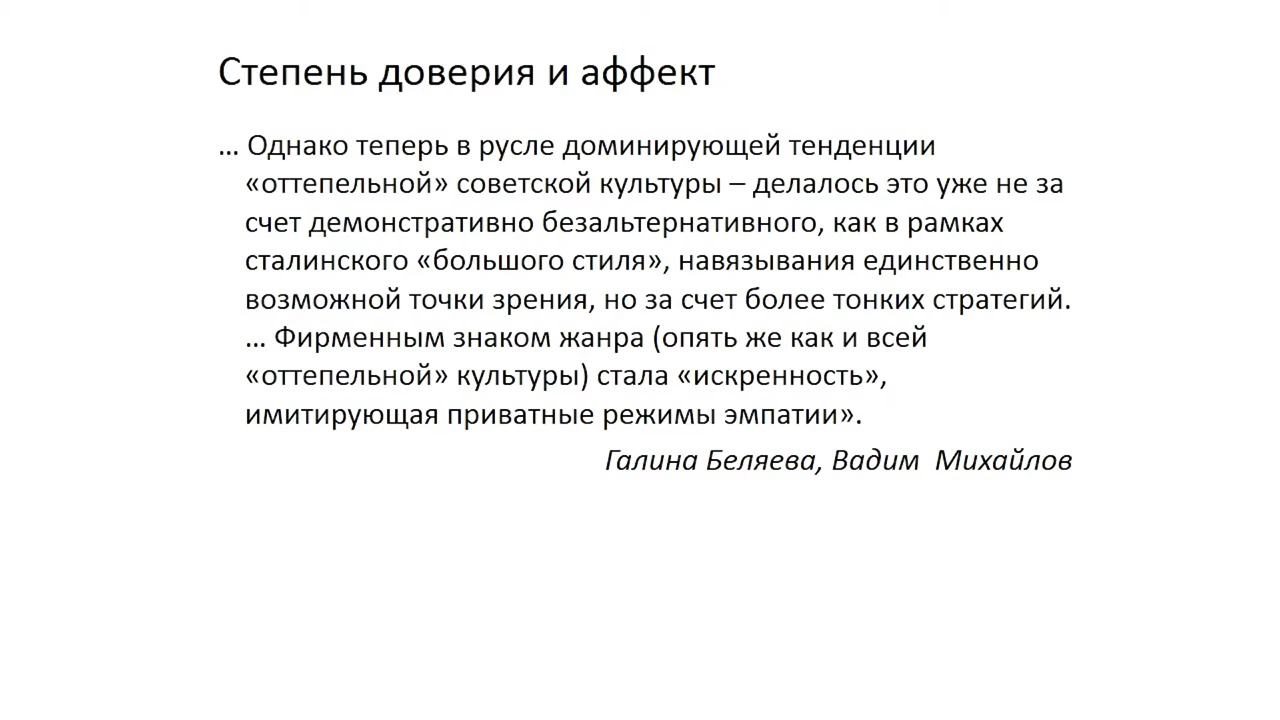 Степень доверия и аффект
… Однако теперь в русле доминирующей тенденции
«оттепельной» советской культуры – делалось это уже не за
счет демонстративно безальтернативного, как в рамках
сталинского «большого стиля», навязывания единственно
возможной точки зрения, но за счет более тонких стратегий.
… Фирменным знаком жанра (опять же как и всей
«оттепельной» культуры) стала «искренность»,
имитирующая приватные режимы эмпатии».
Галина Беляева, Вадим Михайлов